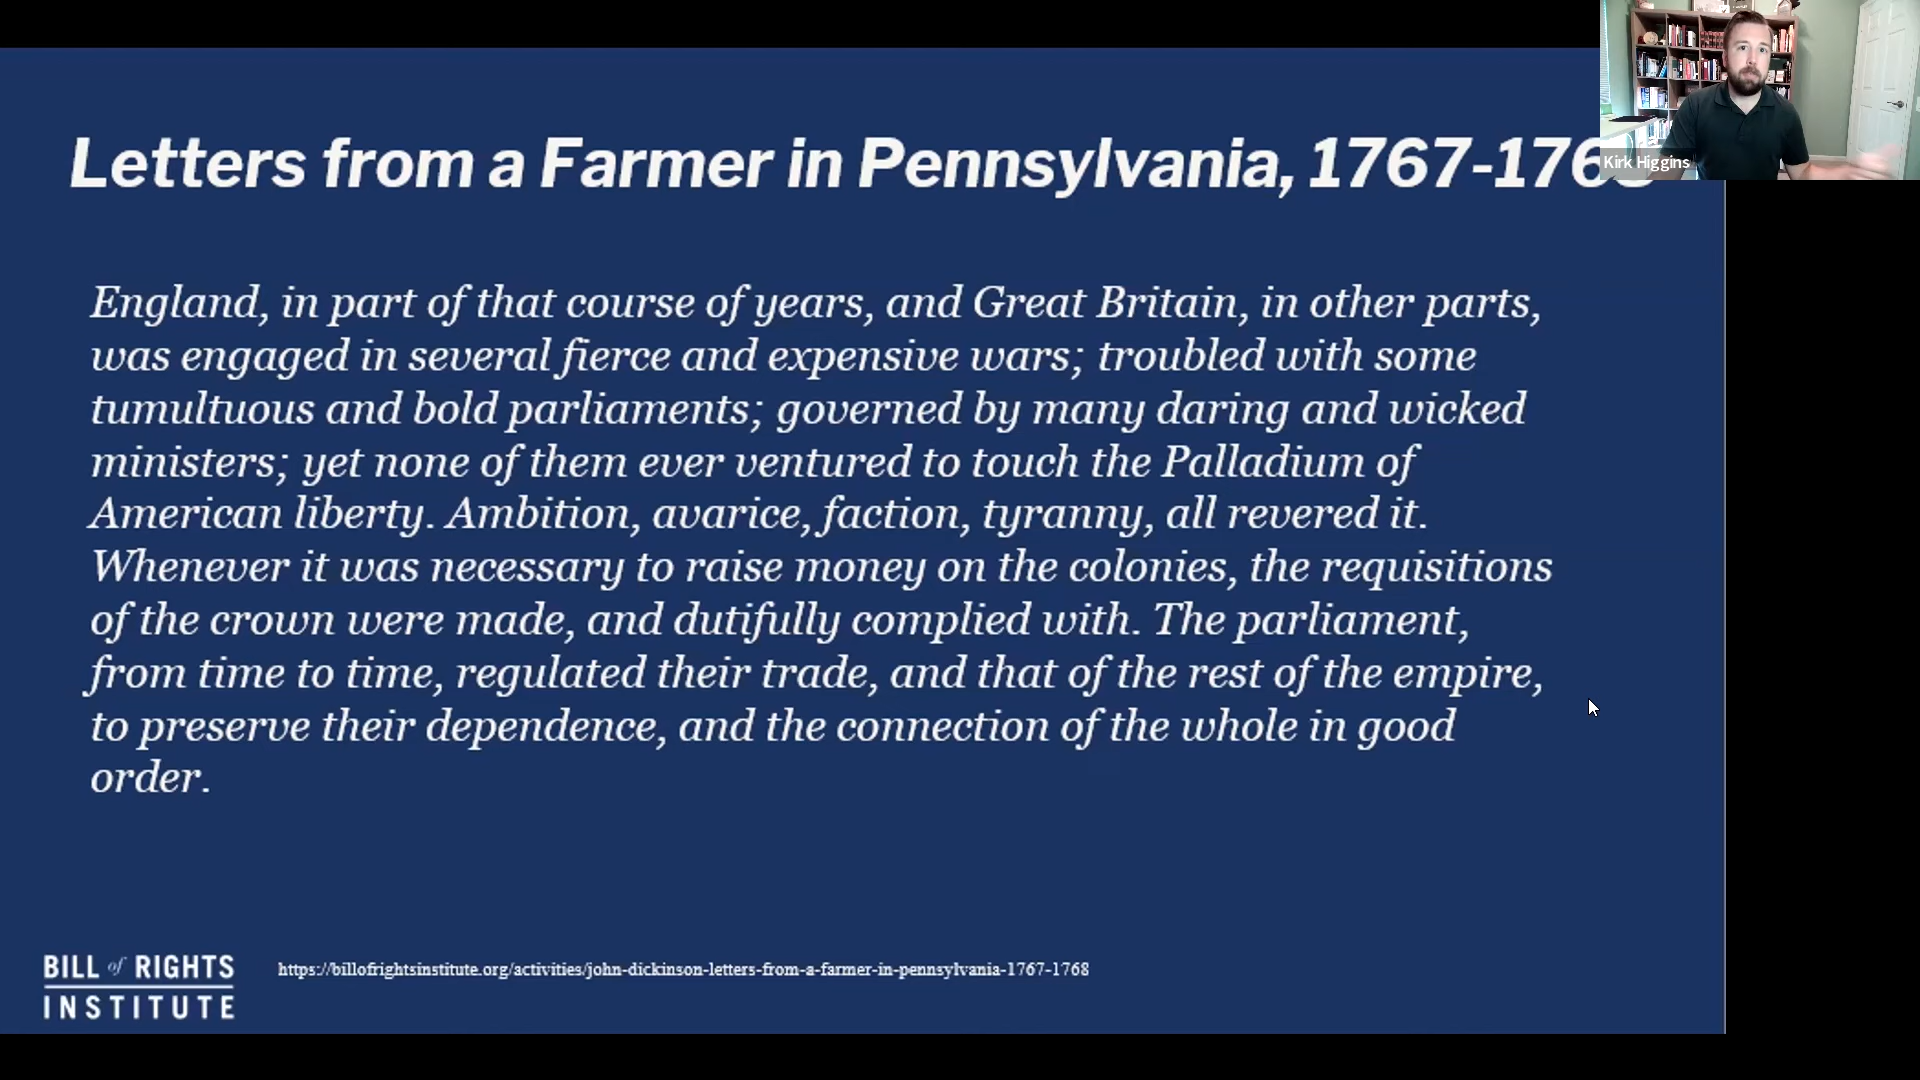 Letters from a Farmer in Pennsylvania, 1767-176
Kirk Higgins
England, in part of that course of years, and Great Britain, in other parts,
was engaged in several fierce and expensive wars; troubled with some
tumultuous and bold parliaments; governed by many daring and wicked
ministers; yet none of them ever ventured to touch the Palladium of
American liberty. Ambition, avarice, faction, tyranny, all revered it.
Whenever it was necessary to raise money on the colonies, the requisitions
of the crown were made, and dutifully complied with. The parliament,
from time to time, regulated their trade, and that of the rest of the empire,
to preserve their dependence, and the connection of the whole in good
order.
BILL of RIGHTS
INSTITUTE
https://billofrightsinstitute.org/activities/john-dickinson-letters-from-a-farmer-in-pennsylvania-1767-1768